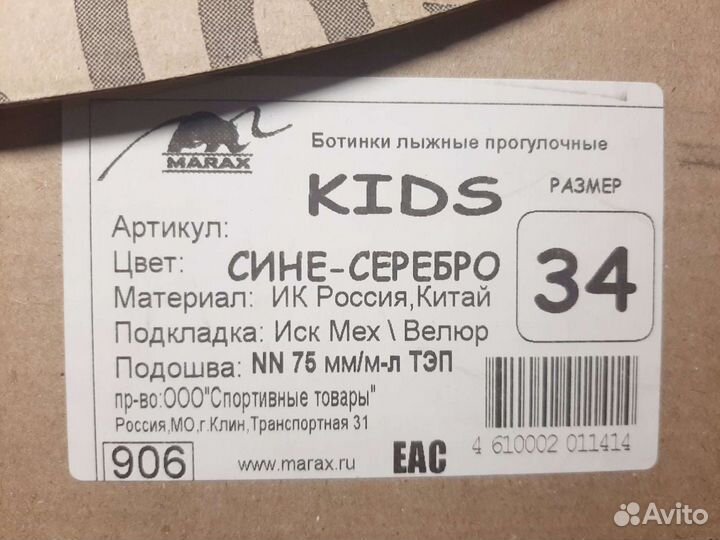 MARAX
Ботинки лыжные прогулочные
KIDS
РАЗМЕР
34
Артикул:
Цвет: СИНЕ-СЕРЕБРО
Материал: ИК Россия,Китай
Подкладка: Иск Мех \ Велюр
Подошва: NN 75 мм/м-л ТЭП
пр-во:ООО"Спортивные товары"
Россия,МО,г.Клин,Транспортная 31
4 610002 011414
906
www.marax.ru
EAC
Avito